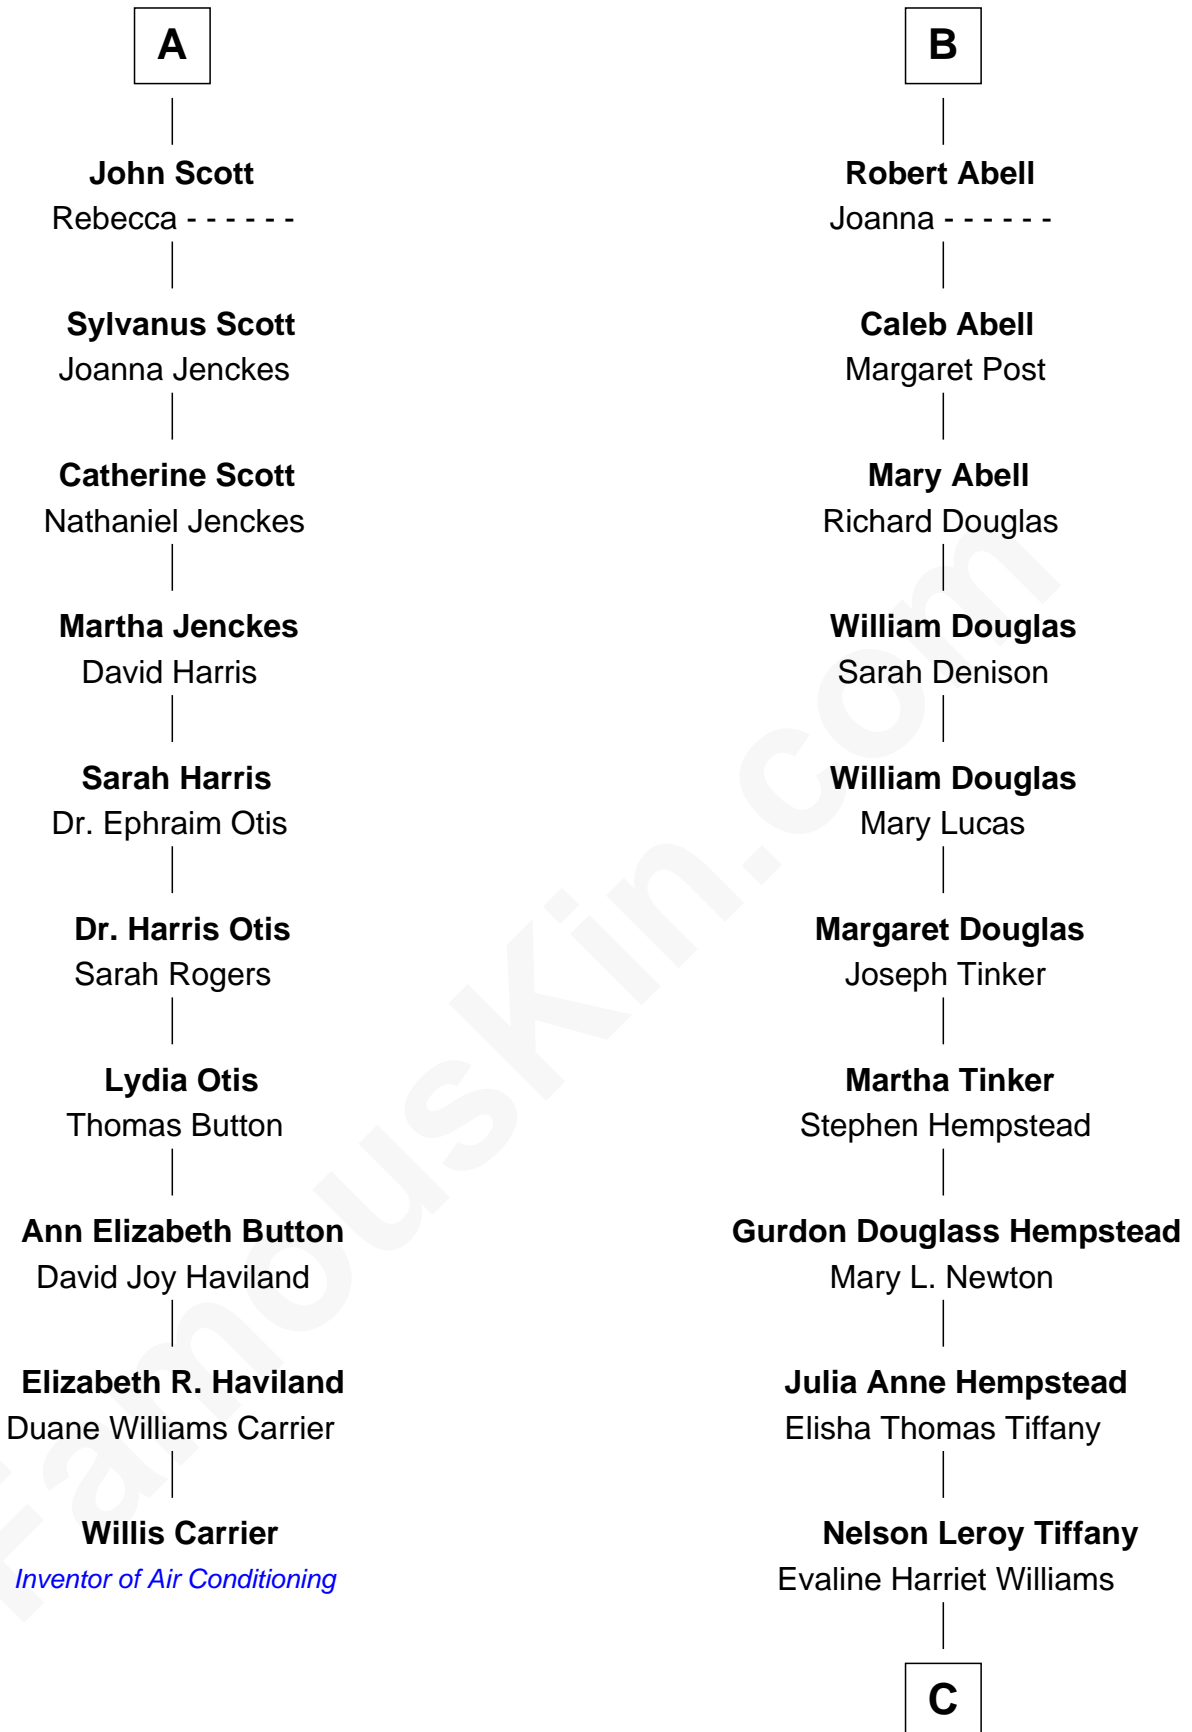 A
John Scott
Rebecca - - - - - -
Sylvanus Scott
Joanna Jenckes
Catherine Scott
Nathaniel Jenckes
Martha Jenckes
David Harris
Sarah Harris
Dr. Ephraim Otis
Dr. Harris Otis
Sarah Rogers
Lydia Otis
Thomas Button
Ann Elizabeth Button
David Joy Haviland
Elizabeth R. Haviland
Duane Williams Carrier
Willis Carrier
Inventor of Air Conditioning
B
Robert Abell
Joanna - - - - - -
Caleb Abell
Margaret Post
Mary Abell
Richard Douglas
William Douglas
Sarah Denison
William Douglas
Mary Lucas
Margaret Douglas
Joseph Tinker
Martha Tinker
Stephen Hempstead
Gurdon Douglass Hempstead
Mary L. Newton
Julia Anne Hempstead
Elisha Thomas Tiffany
Nelson Leroy Tiffany
Evaline Harriet Williams
C
FamousKin.com